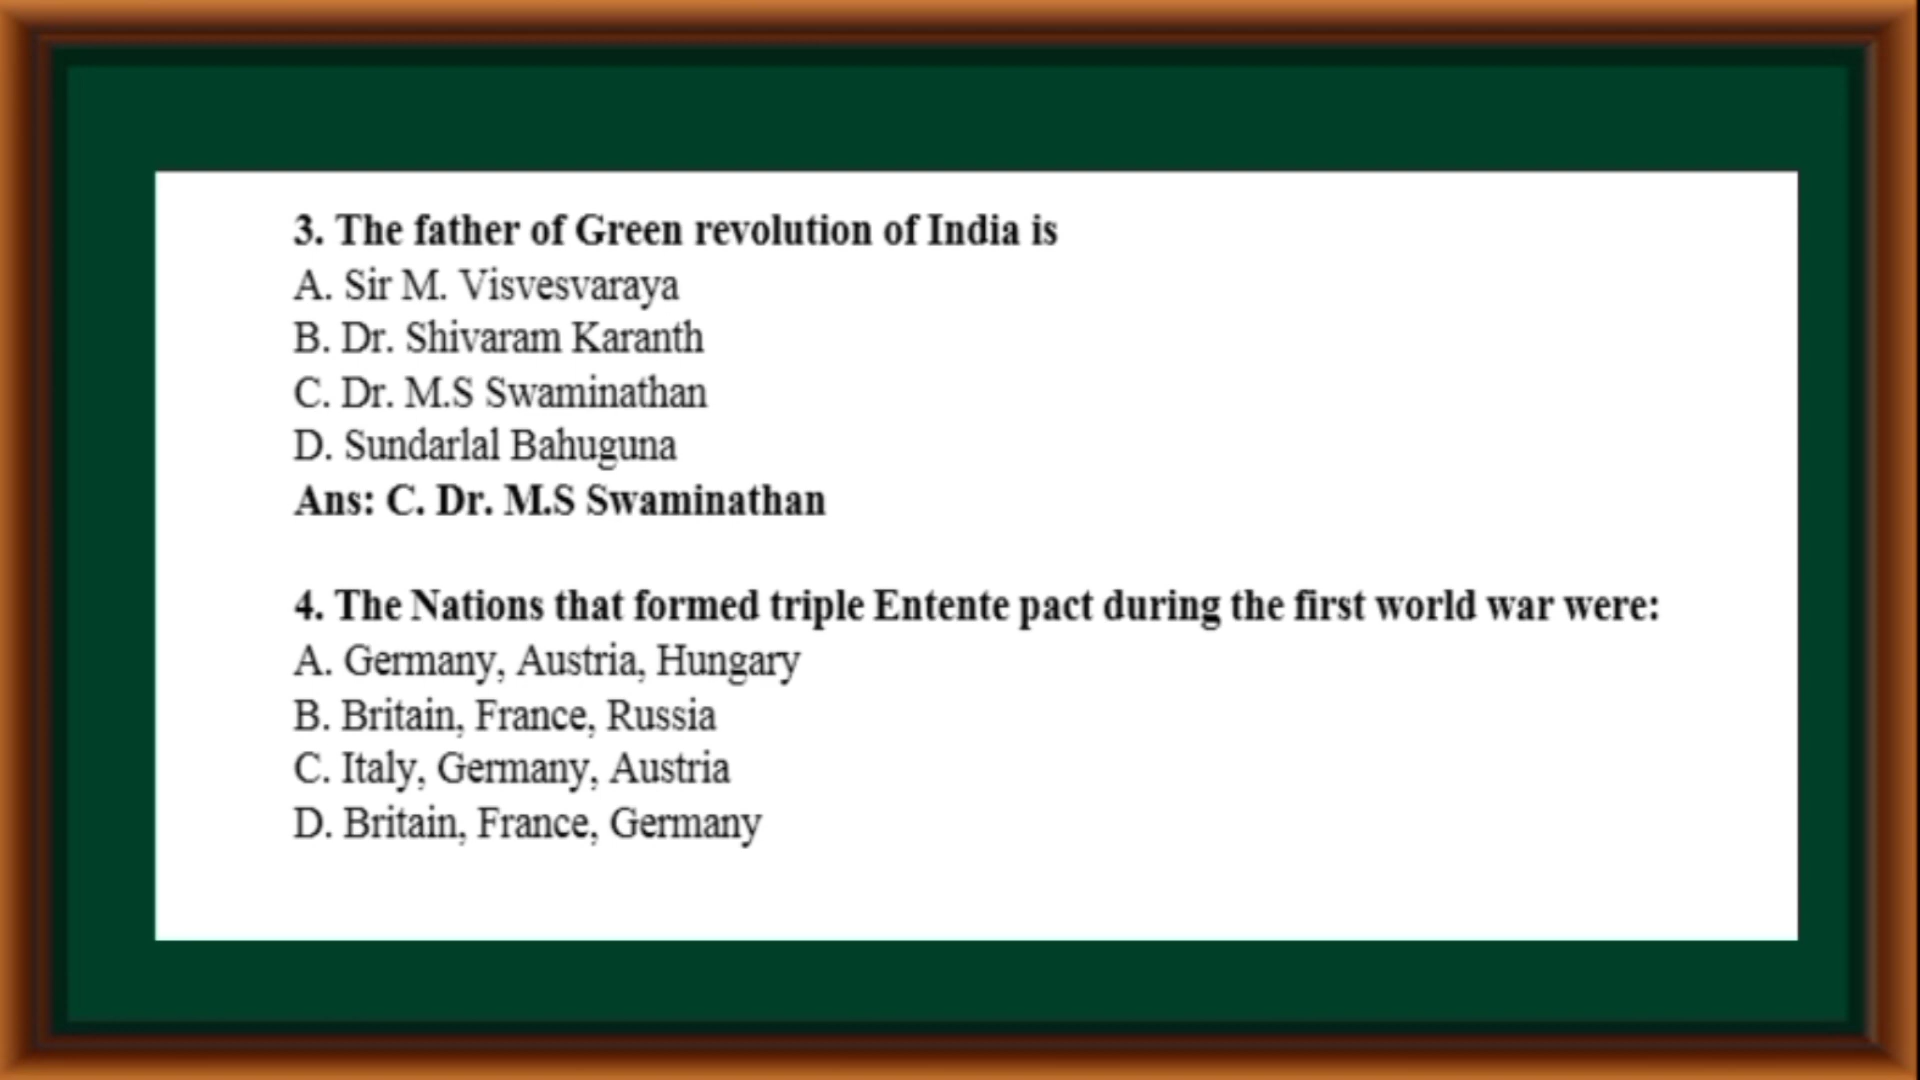 3. The father of Green revolution of India is
A. Sir M. Visvesvaraya
B. Dr. Shivaram Karanth
C. Dr. M.S Swaminathan
D. Sundarlal Bahuguna
Ans: C. Dr. M.S Swaminathan
4. The Nations that formed triple Entente pact during the first world war were:
A. Germany, Austria, Hungary
B. Britain, France, Russia
C. Italy, Germany, Austria
D. Britain, France, Germany